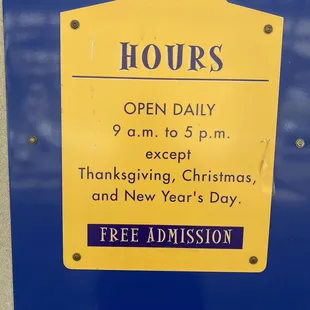 HOURS
OPEN DAILY
9 a.m. to 5 p.m.
except
Thanksgiving, Christmas,
and New Year's Day.
FREE ADMISSION